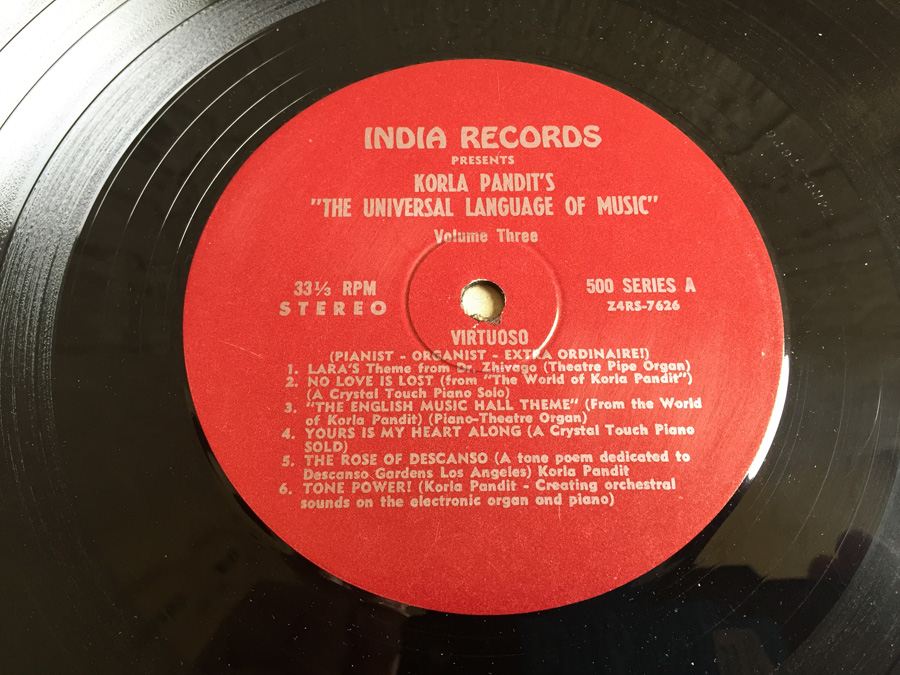 INDIA RECORDS
PRESENTS
KORLA PANDIT'S
"THE UNIVERSAL LANGUAGE OF MUSIC"
Volume Three
33⅓ RPM
STEREO
500 SERIES A
Z4RS-7626
VIRTUOSO
(PIANIST - ORGANIST - EXTRA ORDINAIRE!)
1. LARA'S Theme from Dr. Zhivago (Theatre Pipe Organ)
2. NO LOVE IS LOST (from "The World of Korla Pandit")
(A Crystal Touch Piano Solo)
3. "THE ENGLISH MUSIC HALL THEME" (From the World
of Korla Pandit) (Piano-Theatre Organ)
4. YOURS IS MY HEART ALONG (A Crystal Touch Piano
SOLD)
5. THE ROSE OF DESCANSO (A tone poem dedicated to
Descanso Gardens Los Angeles) Korla Pandit
6. TONE POWER! (Korla Pandit - Creating orchestral
sounds on the electronic organ and piano)